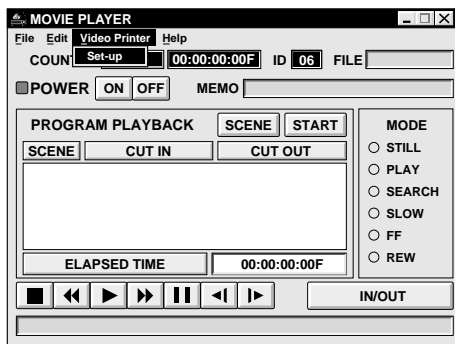 MOVIE PLAYER
File Edit Video Printer Help
Set-up
COUN 00:00:00:00F ID 06 FILE
POWER ON OFF MEMO
PROGRAM PLAYBACK SCENE START
SCENE CUT IN CUT OUT
ELAPSED TIME 00:00:00:00F
MODE
STILL
PLAY
SEARCH
SLOW
FF
REW
IN/OUT